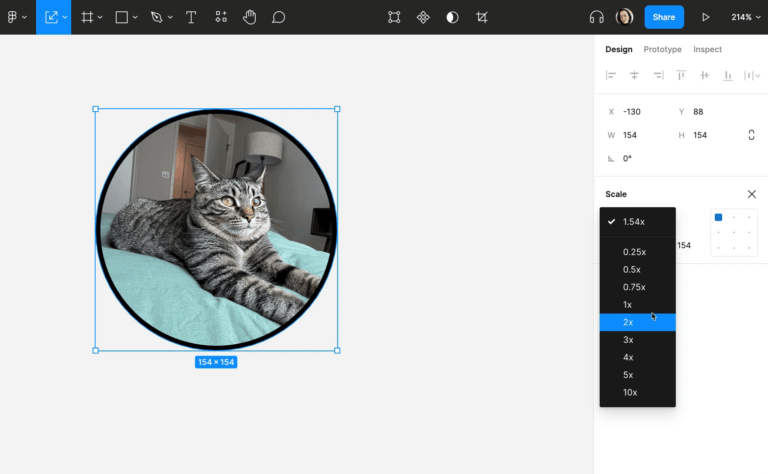 T
Share
214%
Design Prototype Inspect
X -130 Y 88
W 154 H 154
0°
Scale
1.54x
154
0.25x
0.5x
0.75x
1x
2x
3x
4x
5x
10x
154 × 154